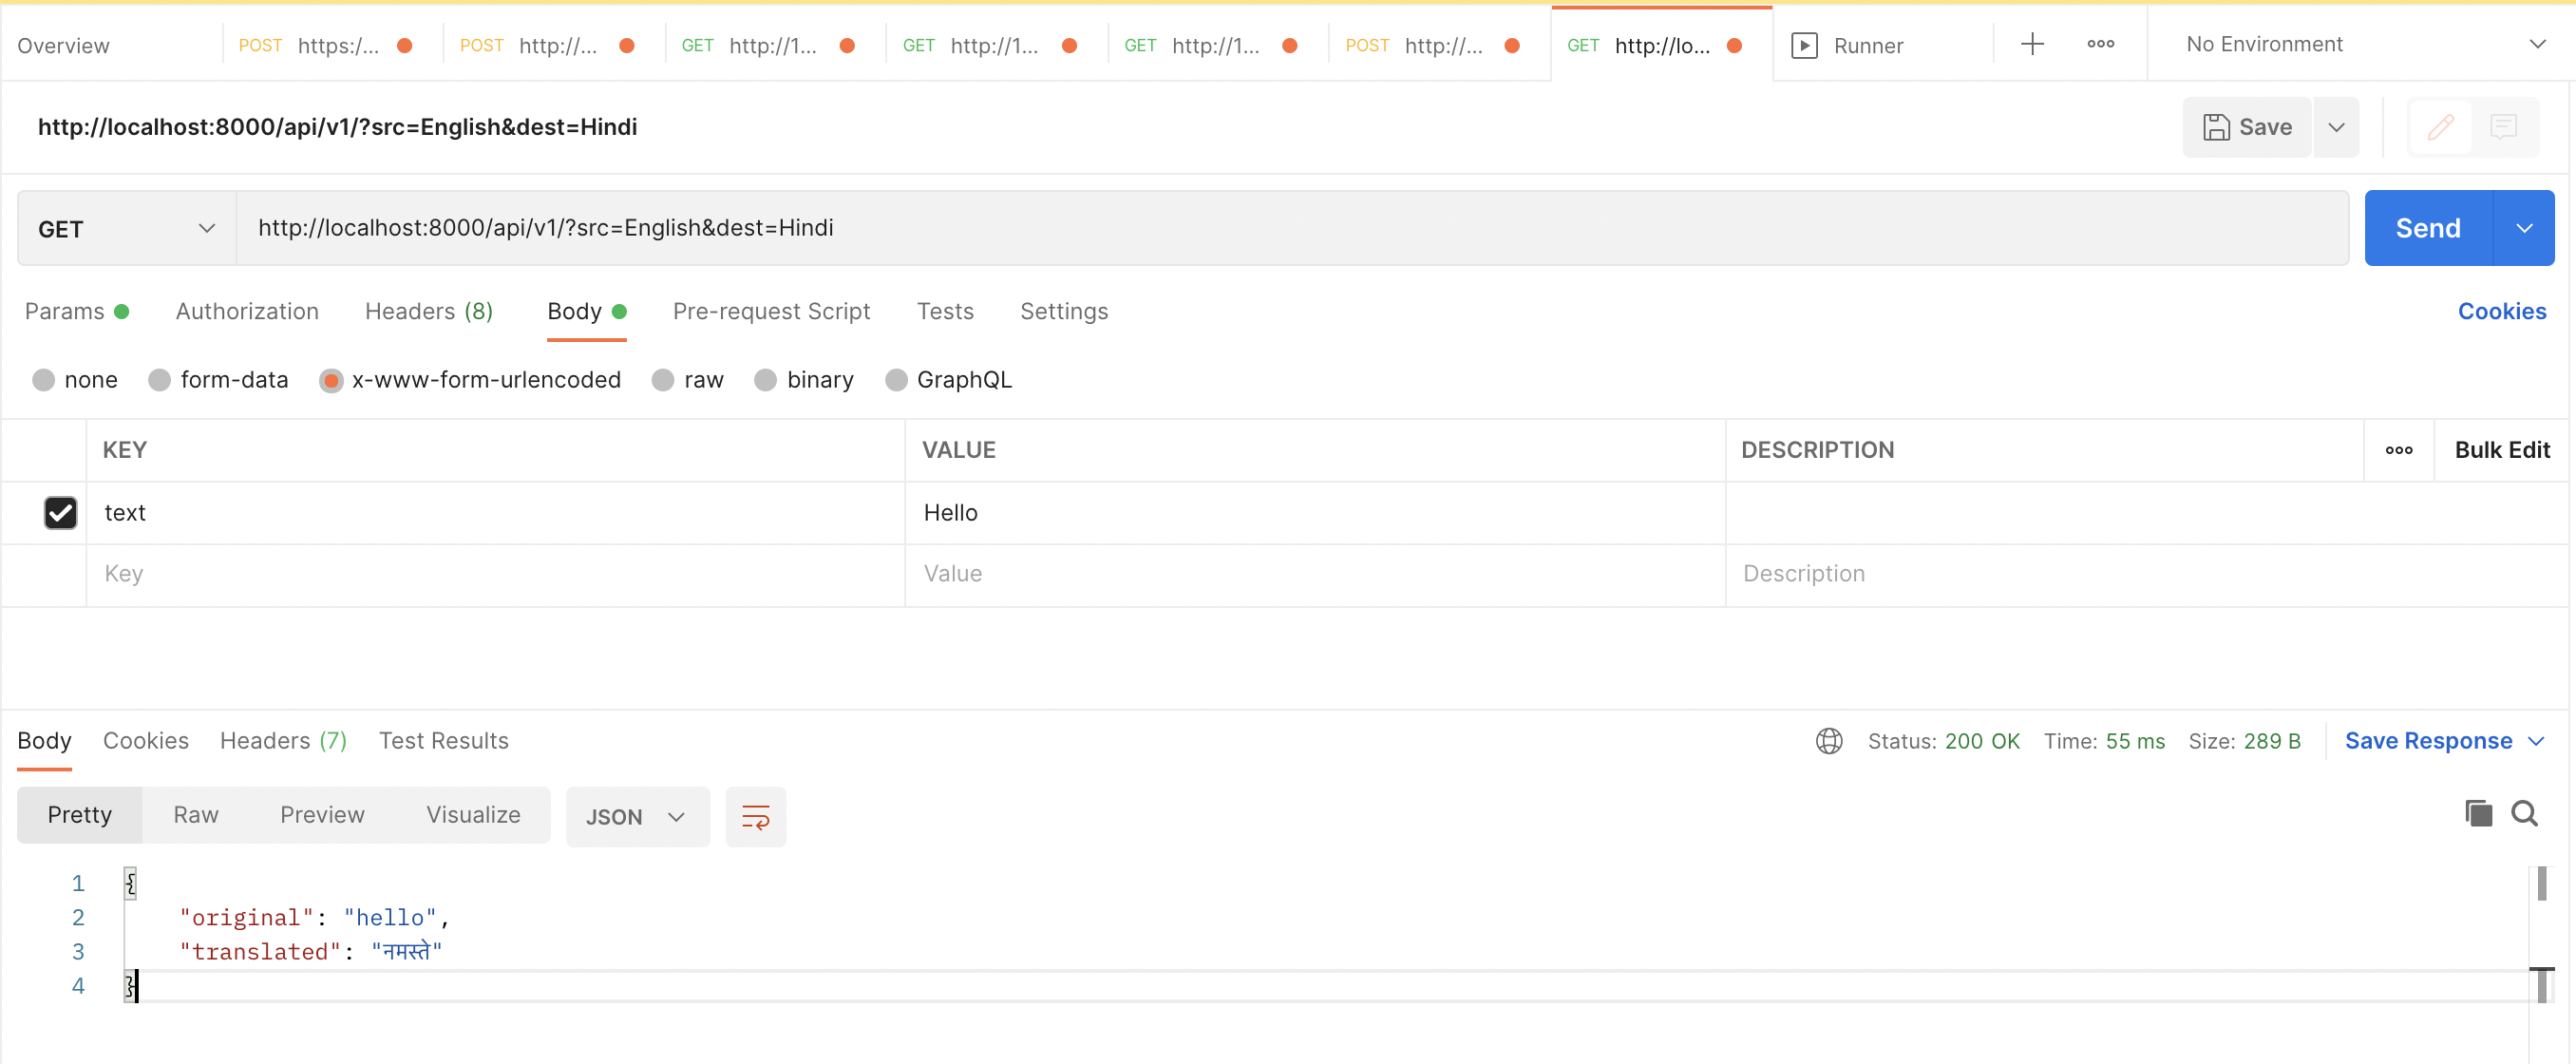 Overview POST https:/... POST http://... GET http://1... GET http://1... GET http://1... POST http://... GET http://lo... Runner No Environment
http://localhost:8000/api/v1/?src=English&dest=Hindi Save
GET http://localhost:8000/api/v1/?src=English&dest=Hindi Send
Params Authorization Headers (8) Body Pre-request Script Tests Settings Cookies
none form-data x-www-form-urlencoded raw binary GraphQL
KEY VALUE DESCRIPTION Bulk Edit
text Hello
Key Value Description
Body Cookies Headers (7) Test Results Status: 200 OK Time: 55 ms Size: 289 B Save Response
Pretty Raw Preview Visualize JSON
1 {
2 "original": "hello",
3 "translated": "नमस्ते"
4 }